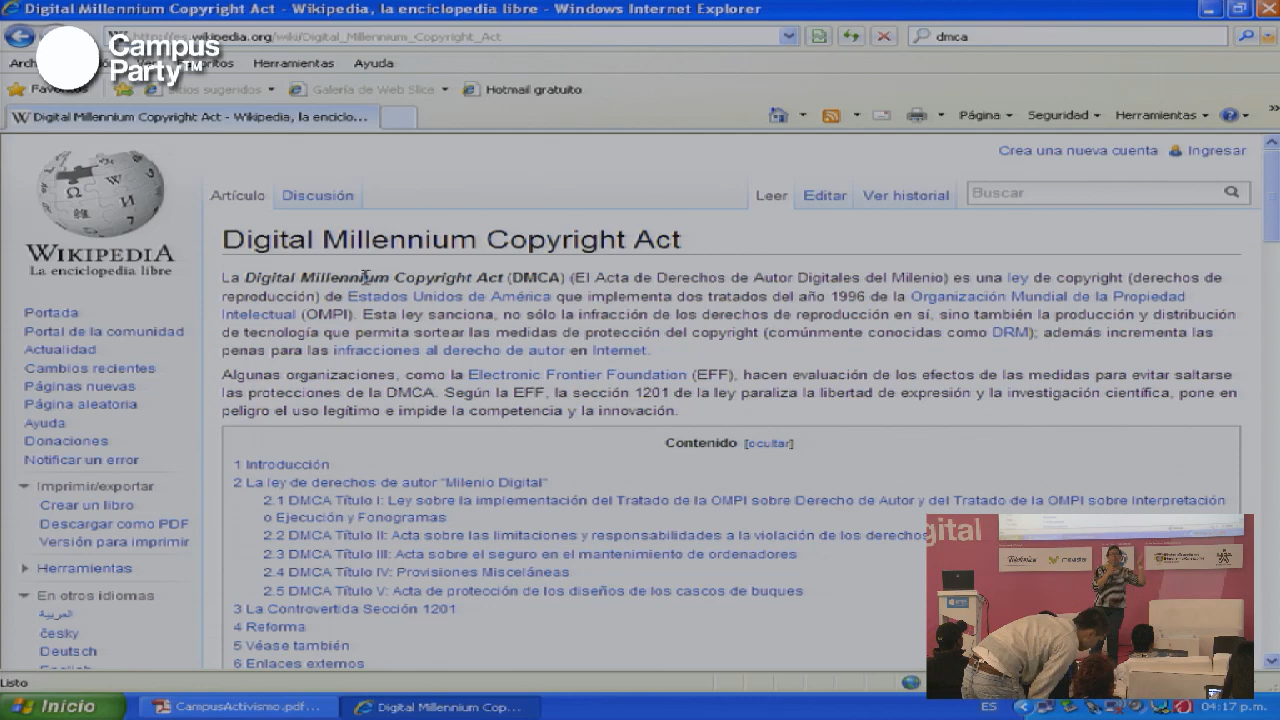 Digital Millennium Copyright Act - Wikipedia, la enciclopedia libre - Windows Internet Explorer
http://es.wikipedia.org/wiki/Digital_Millennium_Copyright_Act
dmca
Campus
Party™
Herramientas
Ayuda
Sitios sugeridos
Galería de Web Slice
Hotmail gratuito
Digital Millennium Copyright Act - Wikipedia, la enciclo...
Página
Seguridad
Herramientas
Crea una nueva cuenta
Ingresar
Artículo
Discusión
Leer
Editar
Ver historial
Buscar
WIKIPEDIA
La enciclopedia libre
Portada
Portal de la comunidad
Actualidad
Cambios recientes
Páginas nuevas
Página aleatoria
Ayuda
Donaciones
Notificar un error
Imprimir/exportar
Crear un libro
Descargar como PDF
Versión para imprimir
Herramientas
En otros idiomas
العربية
česky
Deutsch
Digital Millennium Copyright Act
La Digital Millennium Copyright Act (DMCA) (El Acta de Derechos de Autor Digitales del Milenio) es una ley de copyright (derechos de
reproducción) de Estados Unidos de América que implementa dos tratados del año 1996 de la Organización Mundial de la Propiedad
Intelectual (OMPI). Esta ley sanciona, no sólo la infracción de los derechos de reproducción en sí, sino también la producción y distribución
de tecnología que permita sortear las medidas de protección del copyright (comúnmente conocidas como DRM); además incrementa las
penas para las infracciones al derecho de autor en Internet.
Algunas organizaciones, como la Electronic Frontier Foundation (EFF), hacen evaluación de los efectos de las medidas para evitar saltarse
las protecciones de la DMCA. Según la EFF, la sección 1201 de la ley paraliza la libertad de expresión y la investigación científica, pone en
peligro el uso legítimo e impide la competencia y la innovación.
Contenido [ocultar]
1 Introducción
2 La ley de derechos de autor "Milenio Digital"
2.1 DMCA Título I: Ley sobre la implementación del Tratado de la OMPI sobre Derecho de Autor y del Tratado de la OMPI sobre Interpretación
o Ejecución y Fonogramas
2.2 DMCA Título II: Acta sobre las limitaciones y responsabilidades a la violación de los derechos
2.3 DMCA Título III: Acta sobre el seguro en el mantenimiento de ordenadores
2.4 DMCA Título IV: Provisiones Misceláneas
2.5 DMCA Título V: Acta de protección de los diseños de los cascos de buques
3 La Controvertida Sección 1201
4 Reforma
5 Véase también
6 Enlaces externos
gital
Telefónica
Listo
Inicio
CampusActivismo.pdf...
Digital Millennium Cop...
ES
04:17 p.m.